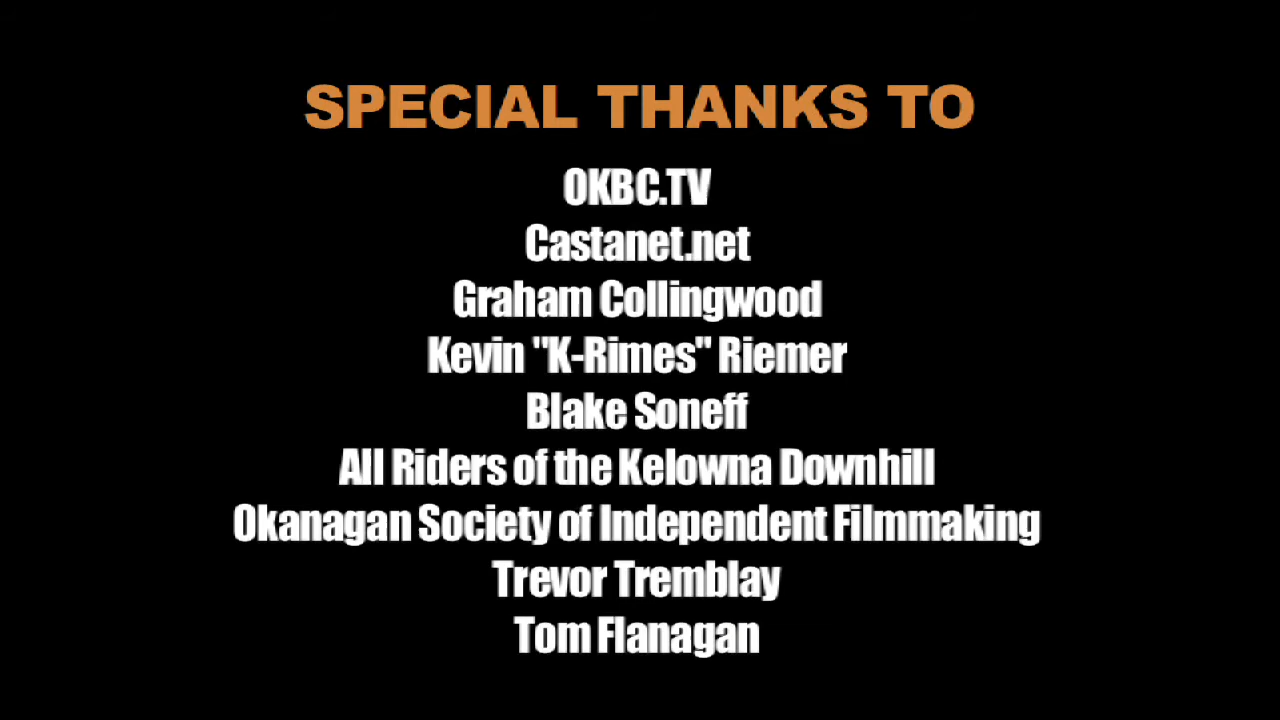 SPECIAL THANKS TO
OKBC.TV
Castanet.net
Graham Collingwood
Kevin "K-Rimes" Riemer
Blake Soneff
All Riders of the Kelowna Downhill
Okanagan Society of Independent Filmmaking
Trevor Tremblay
Tom Flanagan